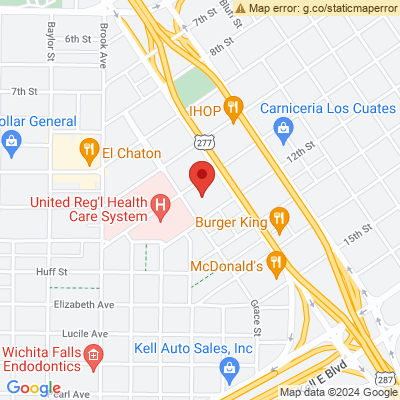 Map error: g.co/staticmaperror
6th St
7th St
Bluff St
8th St
Baylor St
Brook Ave
7th St
IHOP
Carniceria Los Cuates
ollar General
277
El Chaton
12th St
United Reg'l Health
Care System
H
Burger King
15th St
McDonald's
Huff St
Elizabeth Ave
Grace St
Lucile Ave
Kell Auto Sales, Inc
Wichita Falls
Endodontics
ll E Blvd
287
Google
Pearl Ave
Map data ©2024 Google